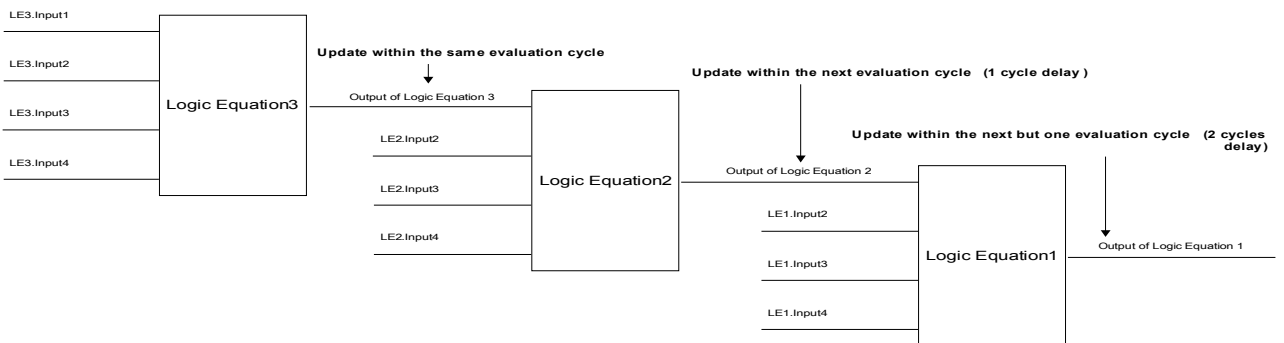 LE3.Input1
LE3.Input2
LE3.Input3
LE3.Input4
Logic Equation3
Update within the same evaluation cycle
Output of Logic Equation 3
LE2.Input2
LE2.Input3
LE2.Input4
Logic Equation2
Update within the next evaluation cycle (1 cycle delay)
Output of Logic Equation 2
LE1.Input2
LE1.Input3
LE1.Input4
Logic Equation1
Update within the next but one evaluation cycle (2 cycles
delay)
Output of Logic Equation 1